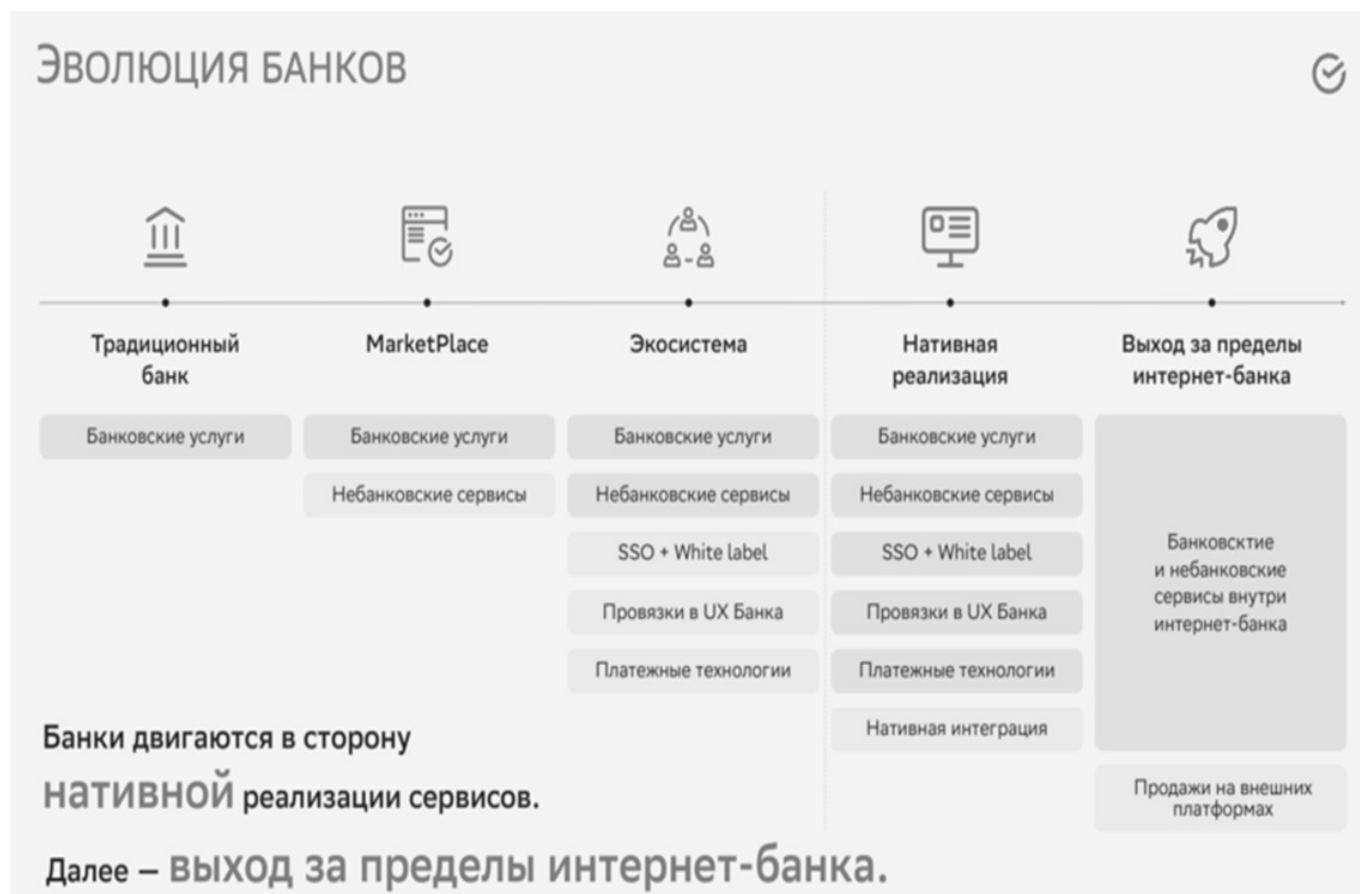 Эволюция банков
Традиционный
банк
Банковские услуги
MarketPlace
Банковские услуги
Небанковские сервисы
Экосистема
Банковские услуги
Небанковские сервисы
SSO + White label
Провязки в UX Банка
Платежные технологии
Нативная
реализация
Банковские услуги
Небанковские сервисы
SSO + White label
Провязки в UX Банка
Платежные технологии
Нативная интеграция
Выход за пределы
интернет-банка
Банковсктие
и небанковские
сервисы внутри
интернет-банка
Продажи на внешних
платформах
Банки двигаются в сторону
нативной реализации сервисов.
Далее – выход за пределы интернет-банка.